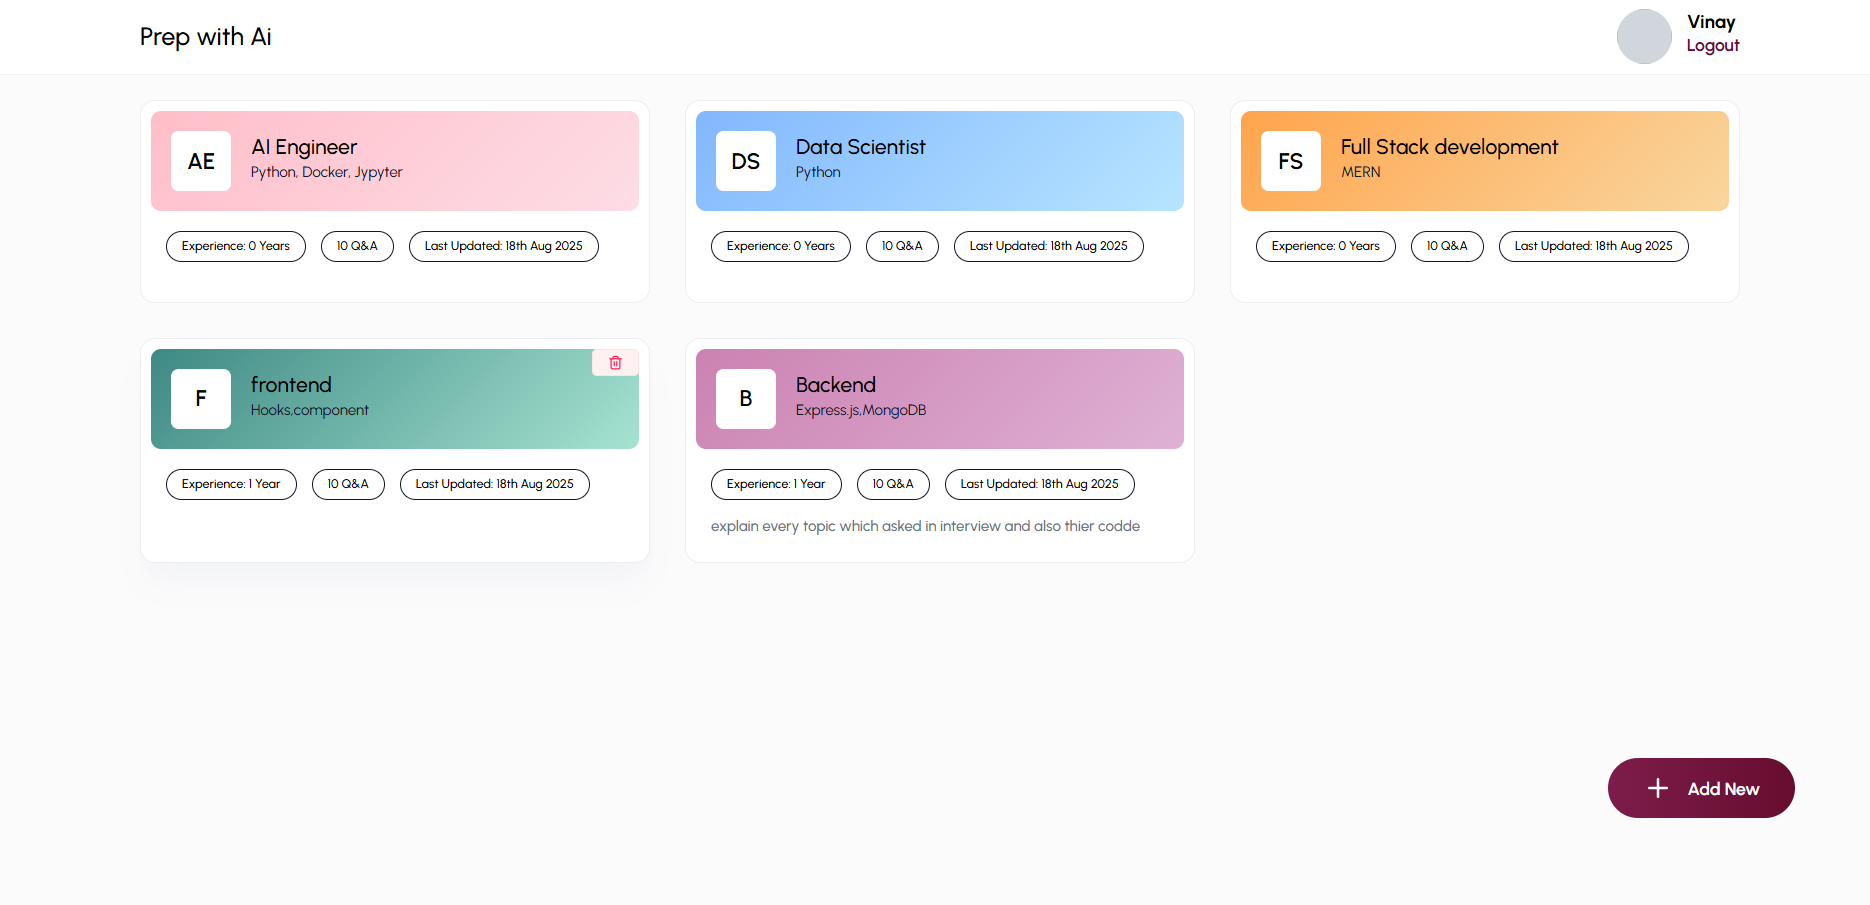 Prep with Ai
Vinay
Logout
AE
AI Engineer
Python, Docker, Jypyter
Experience: 0 Years
10 Q&A
Last Updated: 18th Aug 2025
DS
Data Scientist
Python
Experience: 0 Years
10 Q&A
Last Updated: 18th Aug 2025
FS
Full Stack development
MERN
Experience: 0 Years
10 Q&A
Last Updated: 18th Aug 2025
F
frontend
Hooks,component
Experience: 1 Year
10 Q&A
Last Updated: 18th Aug 2025
B
Backend
Express.js,MongoDB
Experience: 1 Year
10 Q&A
Last Updated: 18th Aug 2025
explain every topic which asked in interview and also thier codde
Add New